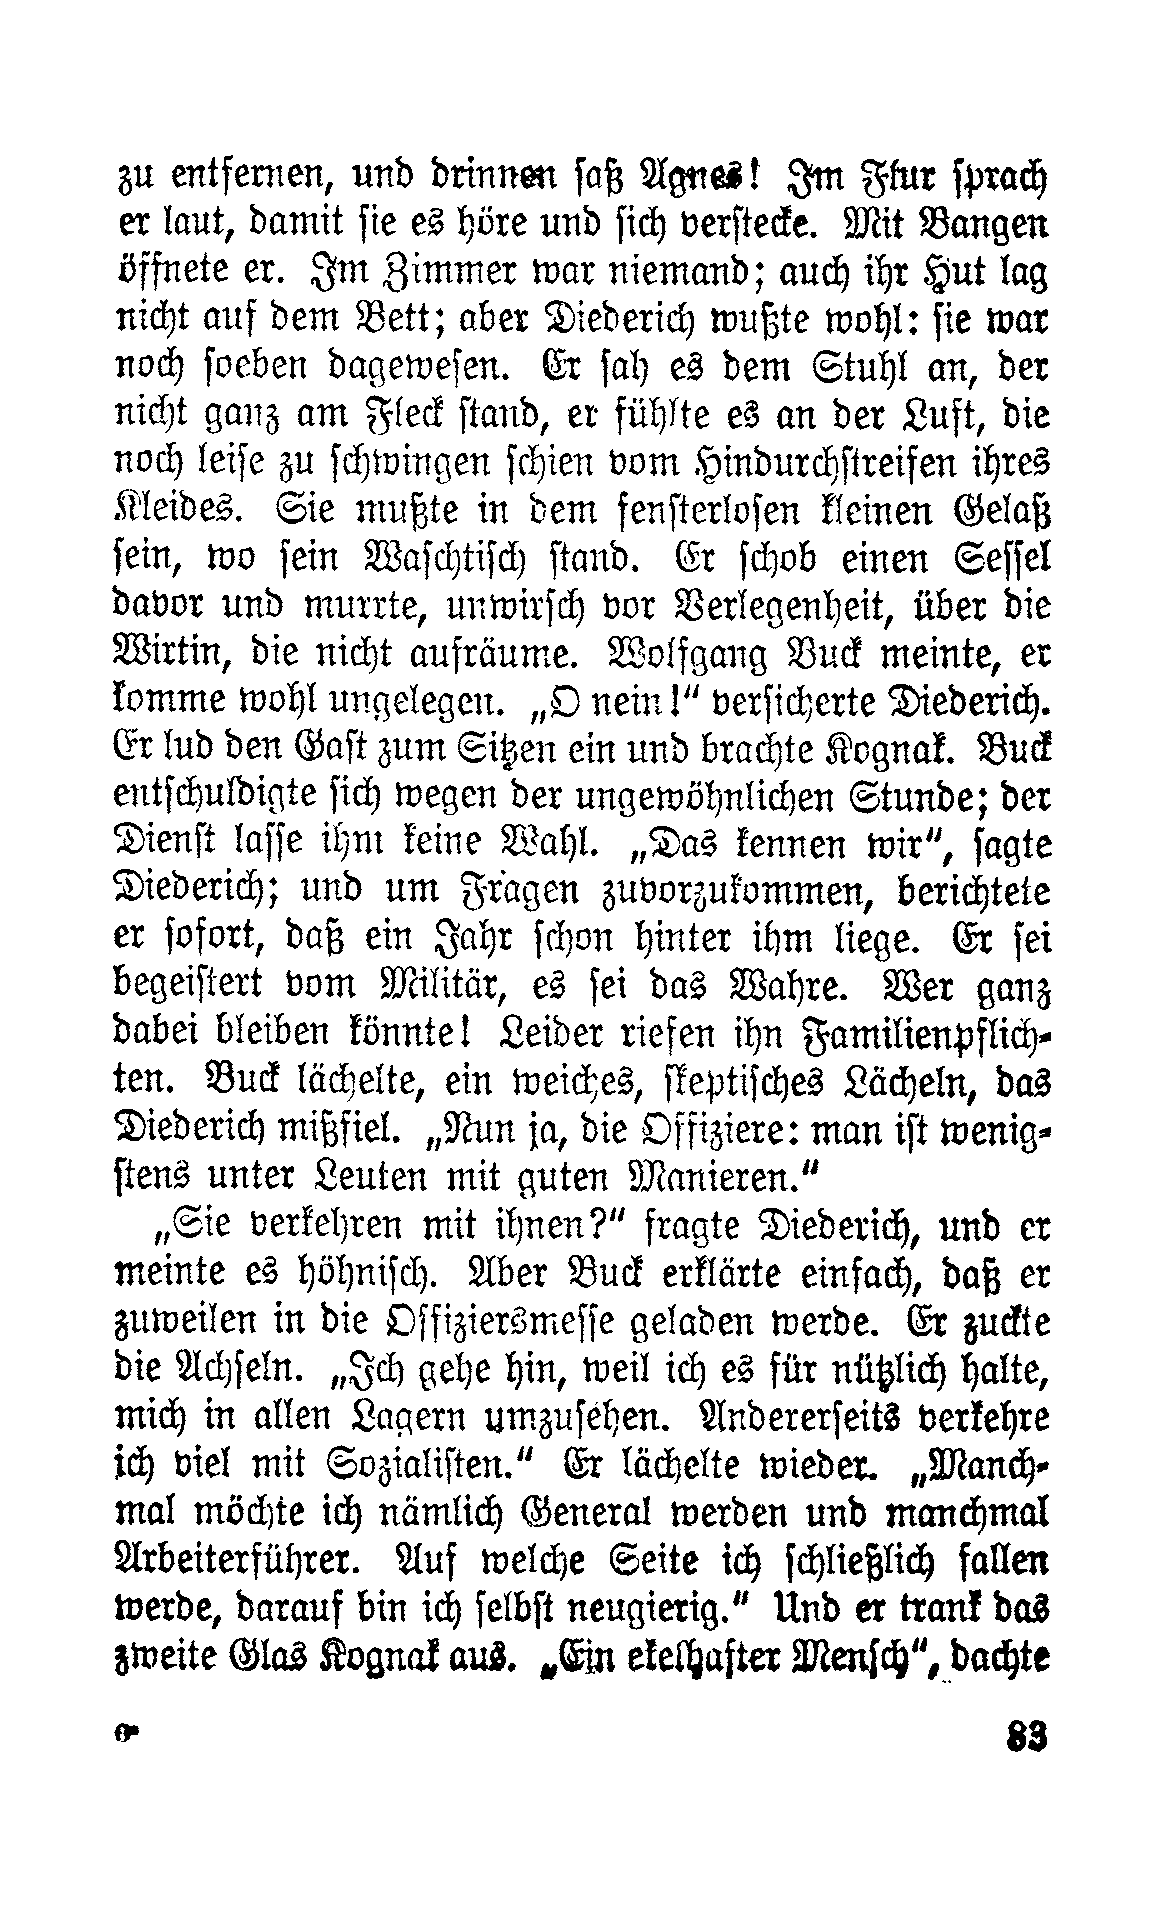 zu entfernen, und drinnen saß Agnes! Im Flur sprach
er laut, damit sie es höre und sich verstecke. Mit Bangen
öffnete er. Im Zimmer war niemand; auch ihr Hut lag
nicht auf dem Bett; aber Diederich wußte wohl: sie war
noch soeben dagewesen. Er sah es dem Stuhl an, der
nicht ganz am Fleck stand, er fühlte es an der Luft, die
noch leise zu schwingen schien vom Hindurchstreifen ihres
Kleides. Sie mußte in dem fensterlosen kleinen Gelaß
sein, wo sein Waschtisch stand. Er schob einen Sessel
davor und murrte, unwirsch vor Verlegenheit, über die
Wirtin, die nicht aufräume. Wolfgang Buck meinte, er
komme wohl ungelegen. „O nein!“ versicherte Diederich.
Er lud den Gast zum Sitzen ein und brachte Kognak. Buck
entschuldigte sich wegen der ungewöhnlichen Stunde; der
Dienst lasse ihm keine Wahl. „Das kennen wir“, sagte
Diederich; und um Fragen zuvorzukommen, berichtete
er sofort, daß ein Jahr schon hinter ihm liege. Er sei
begeistert vom Militär, es sei das Wahre. Wer ganz
dabei bleiben könnte! Leider riefen ihn Familienpflich-
ten. Buck lächelte, ein weiches, skeptisches Lächeln, das
Diederich mißfiel. „Nun ja, die Offiziere: man ist wenig-
stens unter Leuten mit guten Manieren.“
„Sie verkehren mit ihnen?“ fragte Diederich, und er
meinte es höhnisch. Aber Buck erklärte einfach, daß er
zuweilen in die Offiziersmesse geladen werde. Er zuckte
die Achseln. „Ich gehe hin, weil ich es für nützlich halte,
mich in allen Lagern umzusehen. Andererseits verkehre
ich viel mit Sozialisten.“ Er lächelte wieder. „Manch-
mal möchte ich nämlich General werden und manchmal
Arbeiterführer. Auf welche Seite ich schließlich fallen
werde, darauf bin ich selbst neugierig.“ Und er trank das
zweite Glas Kognak aus. „Ein ekelhafter Mensch“, dachte
83